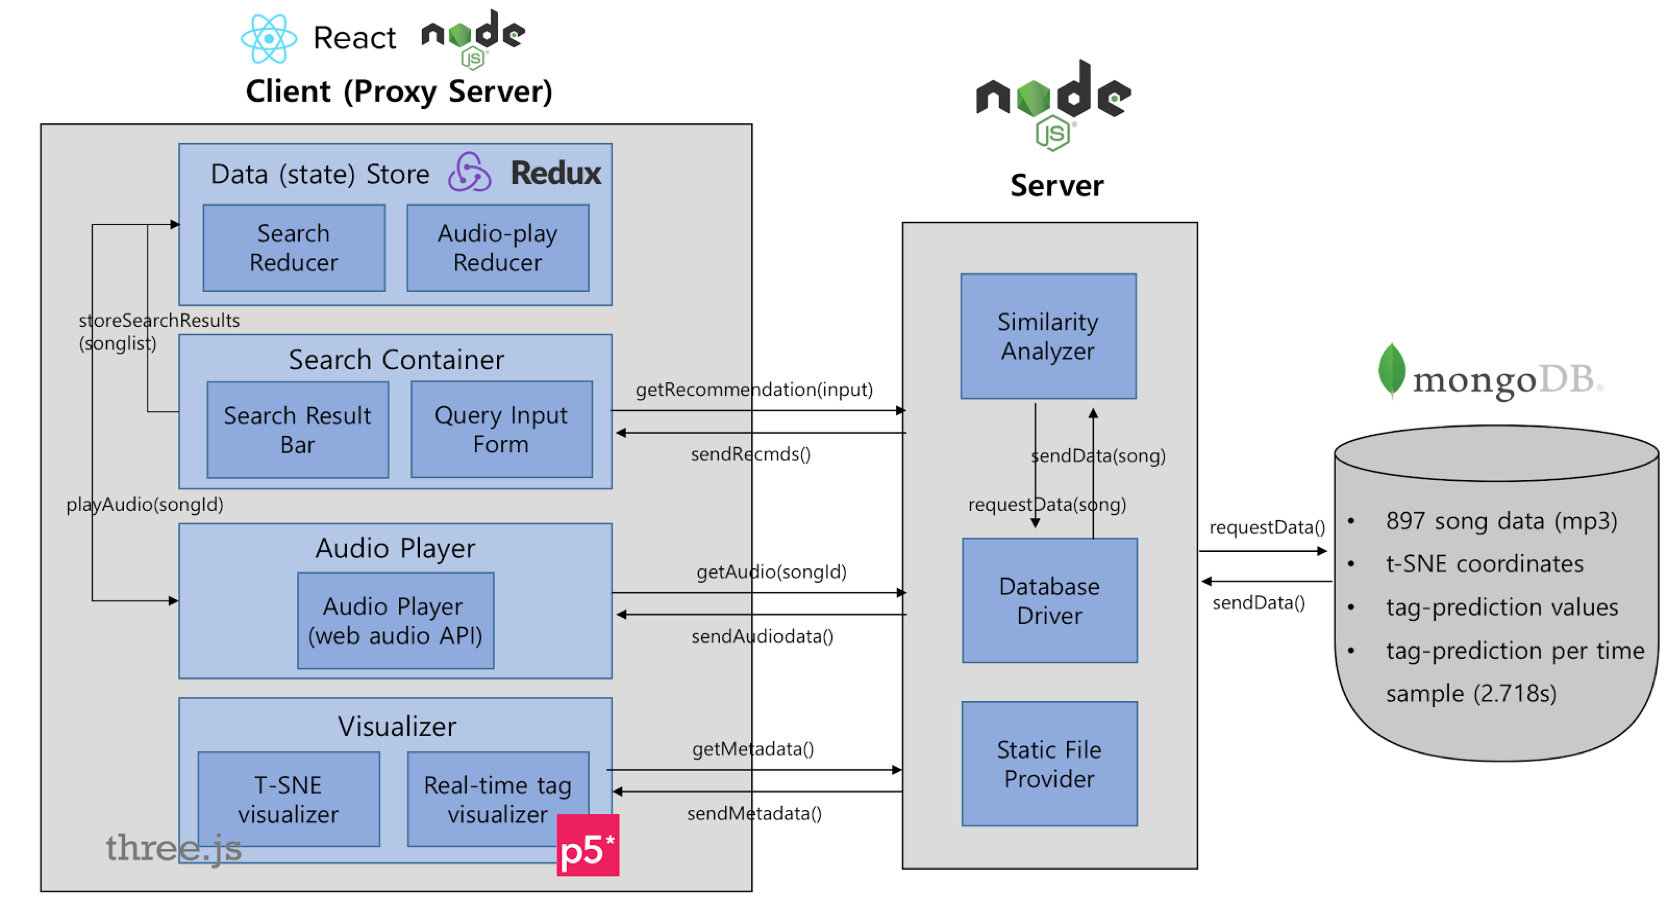 React
node
JS
Client (Proxy Server)
Data (state) Store
Redux
Search
Reducer
Audio-play
Reducer
storeSearchResults
(songlist)
Search Container
Search Result
Bar
Query Input
Form
playAudio(songId)
Audio Player
Audio Player
(web audio API)
Visualizer
T-SNE
visualizer
Real-time tag
visualizer
three.js
p5*
getRecommendation(input)
sendRecmds()
getAudio(songId)
sendAudiodata()
getMetadata()
sendMetadata()
node
JS
Server
Similarity
Analyzer
sendData(song)
requestData(song)
Database
Driver
Static File
Provider
requestData()
sendData()
mongoDB®
• 897 song data (mp3)
• t-SNE coordinates
• tag-prediction values
• tag-prediction per time
sample (2.718s)